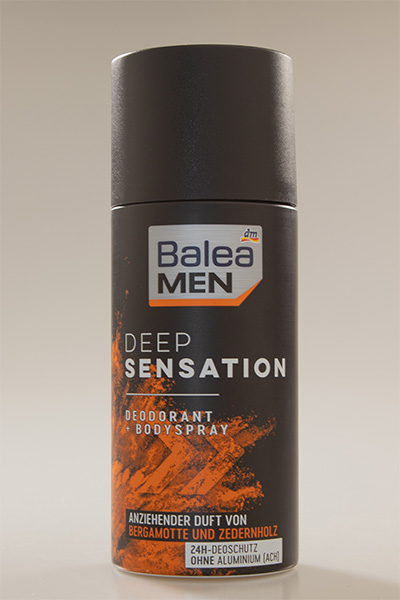 dm
Balea
MEN
DEEP
SENSATION
DEODORANT
+ BODYSPRAY
ANZIEHENDER DUFT VON
BERGAMOTTE UND ZEDERNHOLZ
24H-DEOSCHUTZ
OHNE ALUMINIUM (ACH)